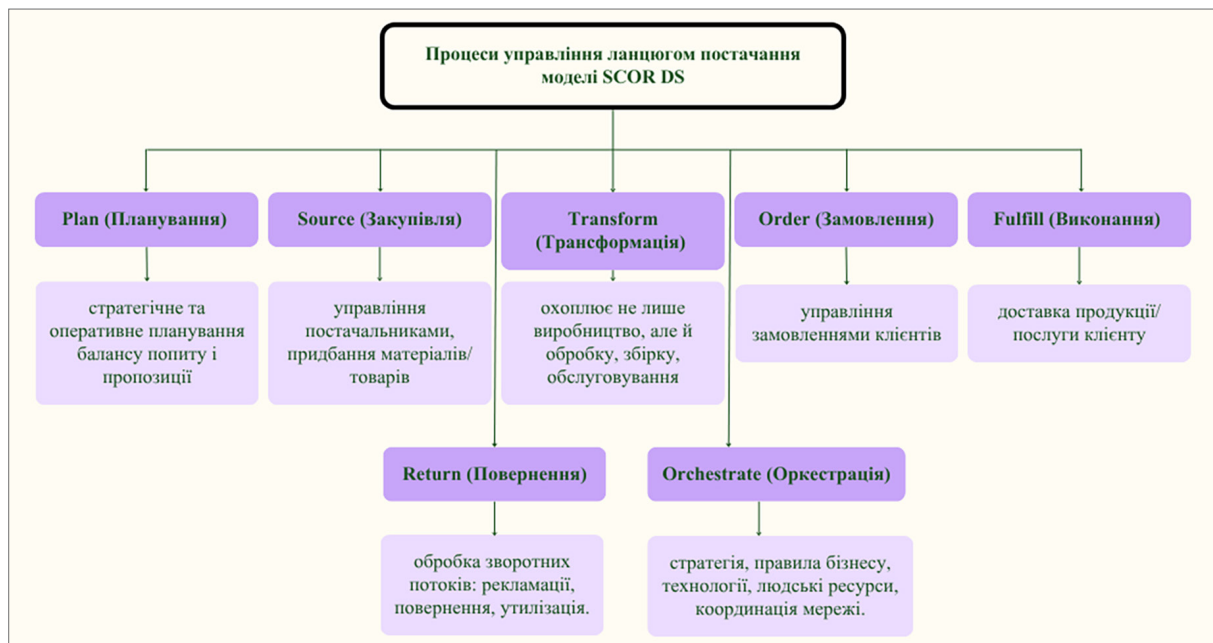 Процеси управління ланцюгом постачання
моделі SCOR DS
Plan (Планування)
стратегічне та
оперативне планування
балансу попиту і
пропозиції
Source (Закупівля)
управління
постачальниками,
придбання матеріалів/
товарів
Transform
(Трансформація)
охоплює не лише
виробництво, але й
обробку, збірку,
обслуговування
Order (Замовлення)
управління
замовленнями клієнтів
Fulfill (Виконання)
доставка продукції/
послуги клієнту
Return (Повернення)
обробка зворотних
потоків: рекламації,
повернення, утилізація.
Orchestrate (Оркестрація)
стратегія, правила бізнесу,
технології, людські ресурси,
координація мережі.